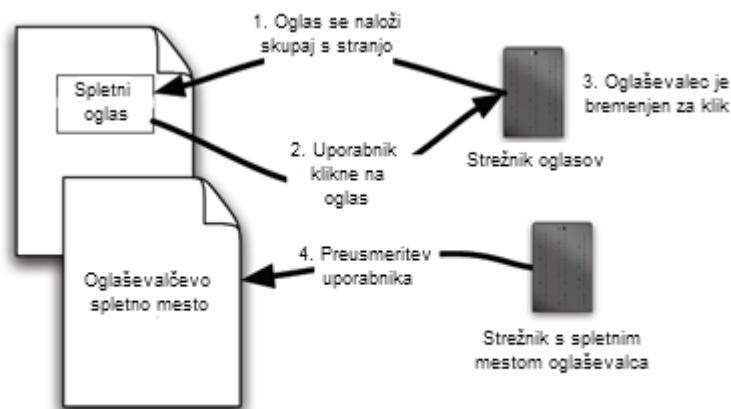 1. Oglas se naloži
skupaj s stranjo
Spletni
oglas
3. Oglaševalec je
bremenjen za klik
2. Uporabnik
klikne na
oglas
Strežnik oglasov
4. Preusmeritev
uporabnika
Oglaševalčevo
spletno mesto
Strežnik s spletnim
mestom oglaševalca